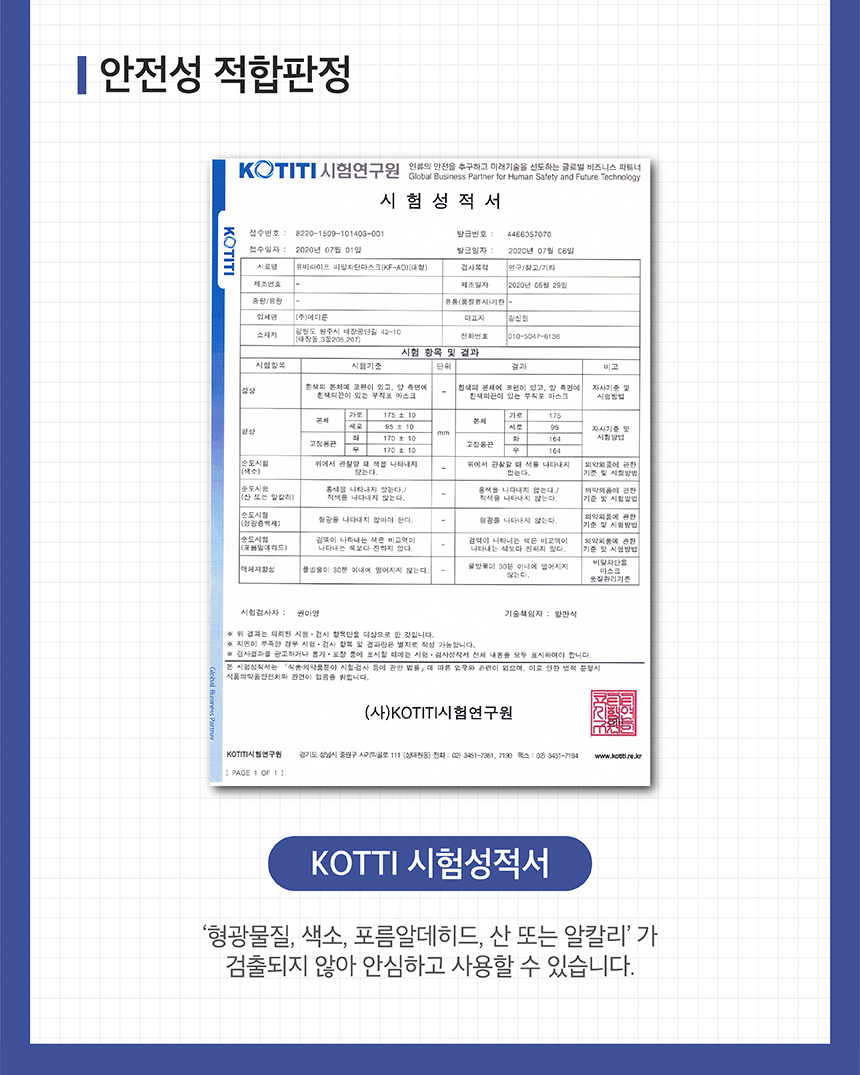 안전성 적합판정
KOTITI 시험연구원 인류의 안전을 추구하고 미래기술을 선도하는 글로벌 비즈니스 파트너
Global Business Partner for Human Safety and Future Technology
시 험 성 적 서
KOTITI
접수번호 : 8220-1509-101403-001 발급번호 : 4466057070
접수일자 : 2020년 07월 01일 발급일자 : 2020년 07월 06일
시료명 유비라이프 비말차단마스크(KF-AD)(대형) 검사목적 연구/참고/기타
제조번호 - 제조일자 2020년 06월 29일
중량/용량 - 유통(품질유지)기한 -
업체명 (주)메디론 대표자
소재지 강원도 원주시 태장공단길 42-10 전화번호 010-5047-6136
(태장동,3동206,207)
시험 항목 및 결과
시험항목 시험기준 단위 결과 비고
성상 흰색의 본체에 코편이 있고, 양 측면에 - 흰색의 본체에 코편이 있고, 양 측면에 자사기준 및
흰색의끈이 있는 부직포 마스크 흰색의끈이 있는 부직포 마스크 시험방법
형상 본체 가로 175 ± 10 mm 본체 가로 175 자사기준 및
세로 95 ± 10 세로 96 시험방법
고정용끈 좌 170 ± 10 고정용끈 좌 164
우 170 ± 10 우 164
순도시험 위에서 관찰할 때 색을 나타내지 - 위에서 관찰할 때 색을 나타내지 의약외품에 관한
(색소) 않는다. 않는다. 기준 및 시험방법
순도시험 홍색을 나타내지 않는다./ - 홍색을 나타내지 않는다./ 의약외품에 관한
(산 또는 알칼리) 적색을 나타내지 않는다. 적색을 나타내지 않는다. 기준 및 시험방법
순도시험 형광을 나타내지 않아야 한다. - 형광을 나타내지 않는다. 의약외품에 관한
(형광증백제) 기준 및 시험방법
순도시험 검액이 나타내는 색은 비교액이 - 검액이 나타내는 색은 비교액이 의약외품에 관한
(포름알데히드) 나타내는 색보다 진하지 않다. 나타내는 색보다 진하지 않다. 기준 및 시험방법
액체저항성 물방울이 30분 이내에 떨어지지 않는다. - 물방울이 30분 이내에 떨어지지 비말차단용
않는다. 마스크
품질관리기준
시험검사자 : 권아영 기술책임자 : 왕만식
※ 위 결과는 의뢰된 시험·검사 항목만을 대상으로 한 것입니다.
※ 지면이 부족한 경우 시험·검사 항목 및 결과란은 별지로 작성 가능합니다.
※ 검사결과를 광고하거나 용기·포장 등에 표시할 때에는 시험·검사성적서 전체 내용을 모두 표시하여야 합니다.
본 시험성적서는 「식품·의약품분야 시험·검사 등에 관한 법률」에 따른 업무와 관련이 없으며, 이로 인한 법적 분쟁시
식품의약품안전처와 관련이 없음을 밝힙니다.
Global Business Partner
(사)KOTITI시험연구원
KOTITI시험연구원 경기도 성남시 중원구 사기막골로 111 (상대원동) 전화 : 02) 3451-7361, 7190 팩스 : 02) 3451-7194 www.kotiti.re.kr
( PAGE 1 OF 1 )
KOTTI 시험성적서
‘형광물질, 색소, 포름알데히드, 산 또는 알칼리’ 가
검출되지 않아 안심하고 사용할 수 있습니다.